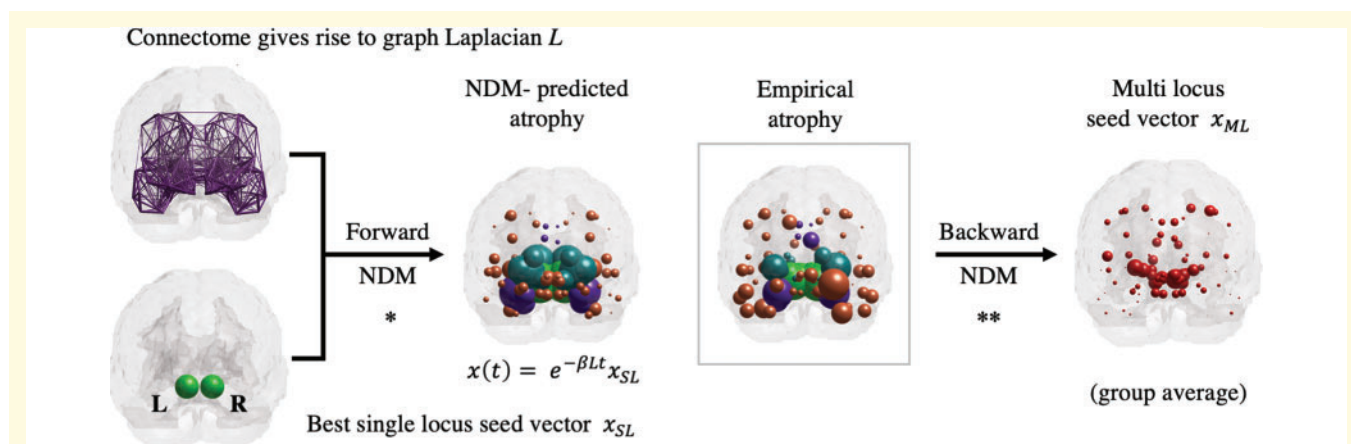 Connectome gives rise to graph Laplacian L
NDM- predicted
atrophy
Empirical
atrophy
Multi locus
seed vector x_ML
Forward
NDM
*
Backward
NDM
**
L R
x(t) = e^{-βLt}x_SL
(group average)
Best single locus seed vector x_SL